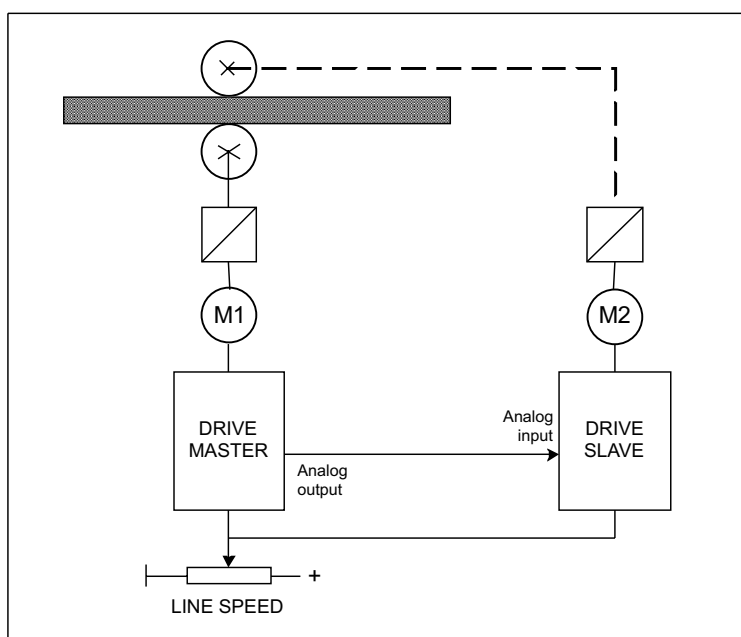 M1
M2
DRIVE
MASTER
Analog
output
Analog
input
DRIVE
SLAVE
+
LINE SPEED